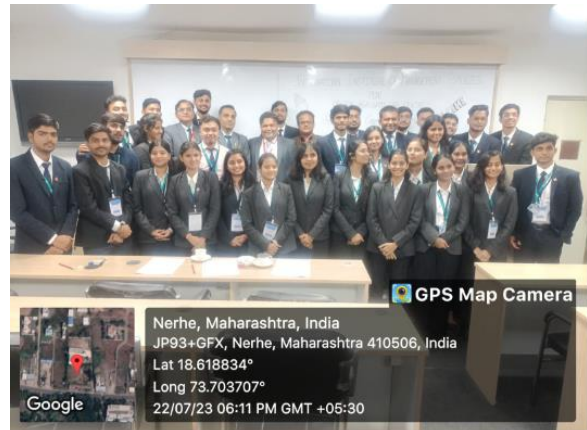 GPS Map Camera
Nerhe, Maharashtra, India
JP93+GFX, Nerhe, Maharashtra 410506, India
Lat 18.618834°
Long 73.703707°
22/07/23 06:11 PM GMT +05:30
Google